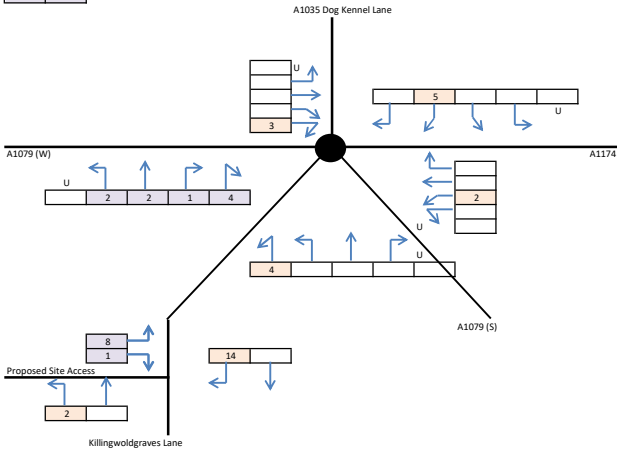 A1035 Dog Kennel Lane
U
5
3
U
A1079 (W)
A1174
U
2
2
2
1
4
U
U
4
A1079 (S)
8
1
14
Proposed Site Access
2
Killingwoldgraves Lane